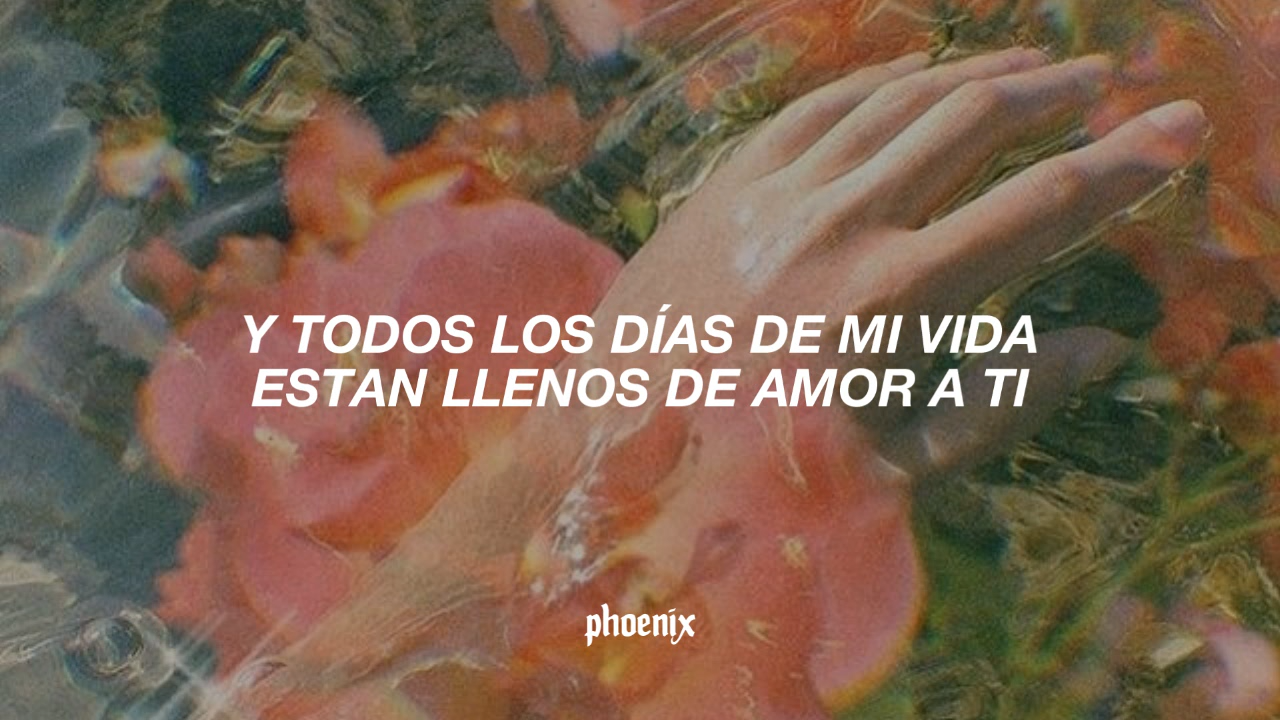 Y TODOS LOS DÍAS DE MI VIDA
ESTAN LLENOS DE AMOR A TI
phoenix